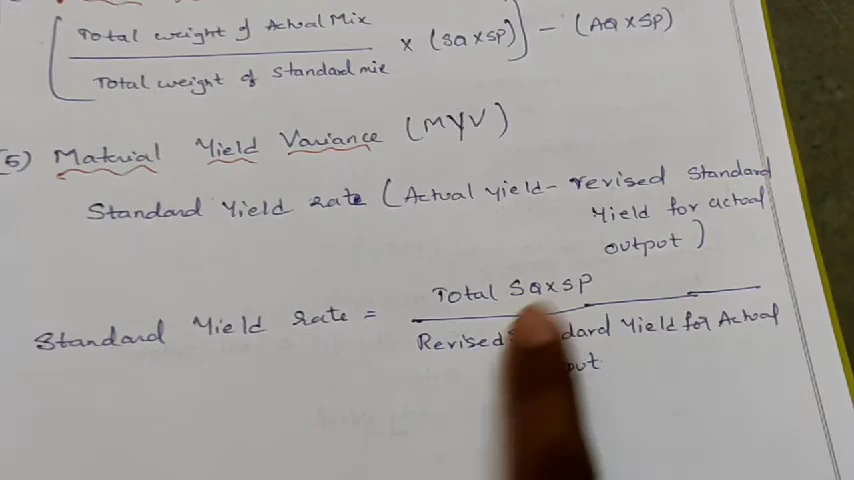 Total weight of Actual Mix
× (SQ×SP)] - (AQ×SP)
Total weight of standard mix
(5) Material Yield Variance (MYV)
Standard Yield rate (Actual yield - revised standard
Yield for actual
output)
Total SQ×SP
Standard Yield rate =
Revised Yield for Actual